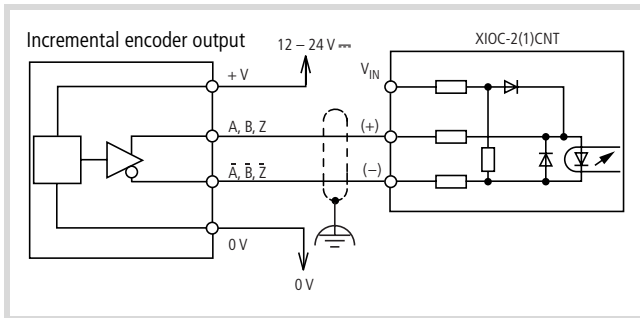 Incremental encoder output
12 – 24 V ⎓
XIOC-2(1)CNT
+ V
V_IN
A, B, Z
(+)
A̅, B̅, Z̅
(–)
0 V
0 V